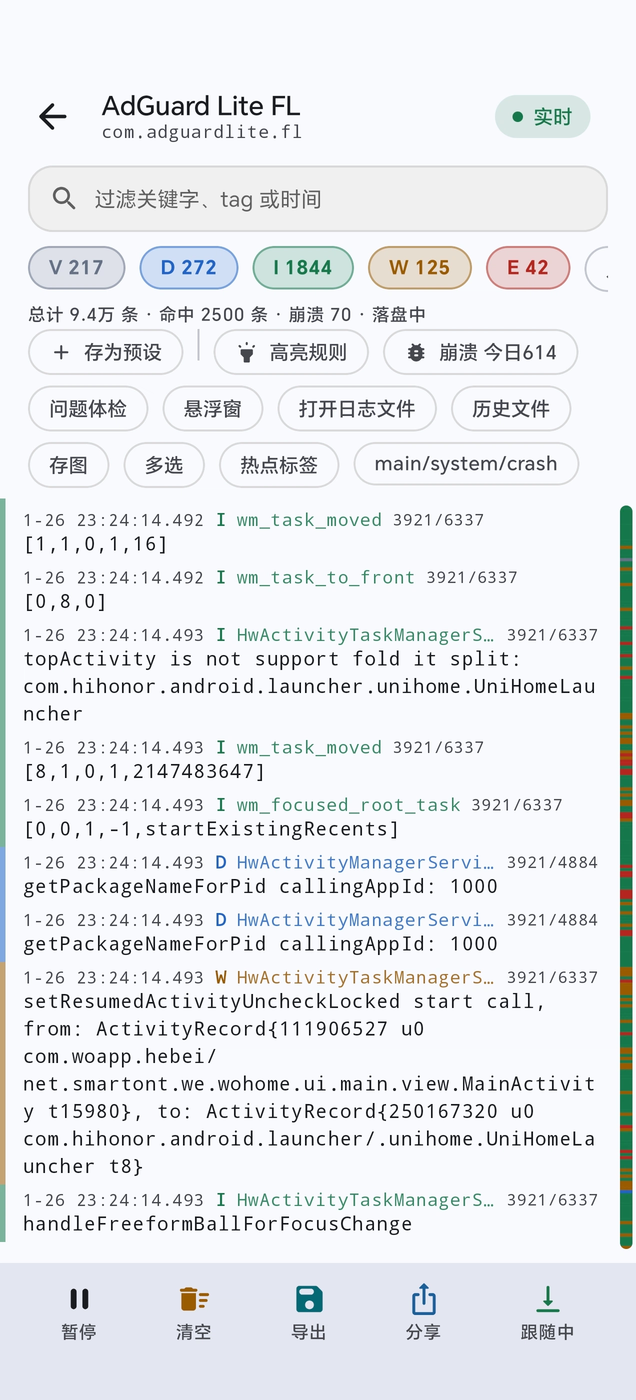 AdGuard Lite FL
com.adguardlite.fl
实时
过滤关键字、tag 或时间
V 217 D 272 I 1844 W 125 E 42
总计 9.4万 条 · 命中 2500 条 · 崩溃 70 · 落盘中
+ 存为预设 高亮规则 崩溃 今日614
问题体检 悬浮窗 打开日志文件 历史文件
存图 多选 热点标签 main/system/crash
1-26 23:24:14.492 I wm_task_moved 3921/6337
[1,1,0,1,16]
1-26 23:24:14.492 I wm_task_to_front 3921/6337
[0,8,0]
1-26 23:24:14.493 I HwActivityTaskManagerS… 3921/6337
topActivity is not support fold it split:
com.hihonor.android.launcher.unihome.UniHomeLau
ncher
1-26 23:24:14.493 I wm_task_moved 3921/6337
[8,1,0,1,2147483647]
1-26 23:24:14.493 I wm_focused_root_task 3921/6337
[0,0,1,-1,startExistingRecents]
1-26 23:24:14.493 D HwActivityManagerServi… 3921/4884
getPackageNameForPid callingAppId: 1000
1-26 23:24:14.493 D HwActivityManagerServi… 3921/4884
getPackageNameForPid callingAppId: 1000
1-26 23:24:14.493 W HwActivityTaskManagerS… 3921/6337
setResumedActivityUncheckLocked start call,
from: ActivityRecord{111906527 u0
com.woapp.hebei/
net.smartont.we.wohome.ui.main.view.MainActivit
y t15980}, to: ActivityRecord{250167320 u0
com.hihonor.android.launcher/.unihome.UniHomeLa
uncher t8}
1-26 23:24:14.493 I HwActivityTaskManagerS… 3921/6337
handleFreeformBallForFocusChange
暂停 清空 导出 分享 跟随中